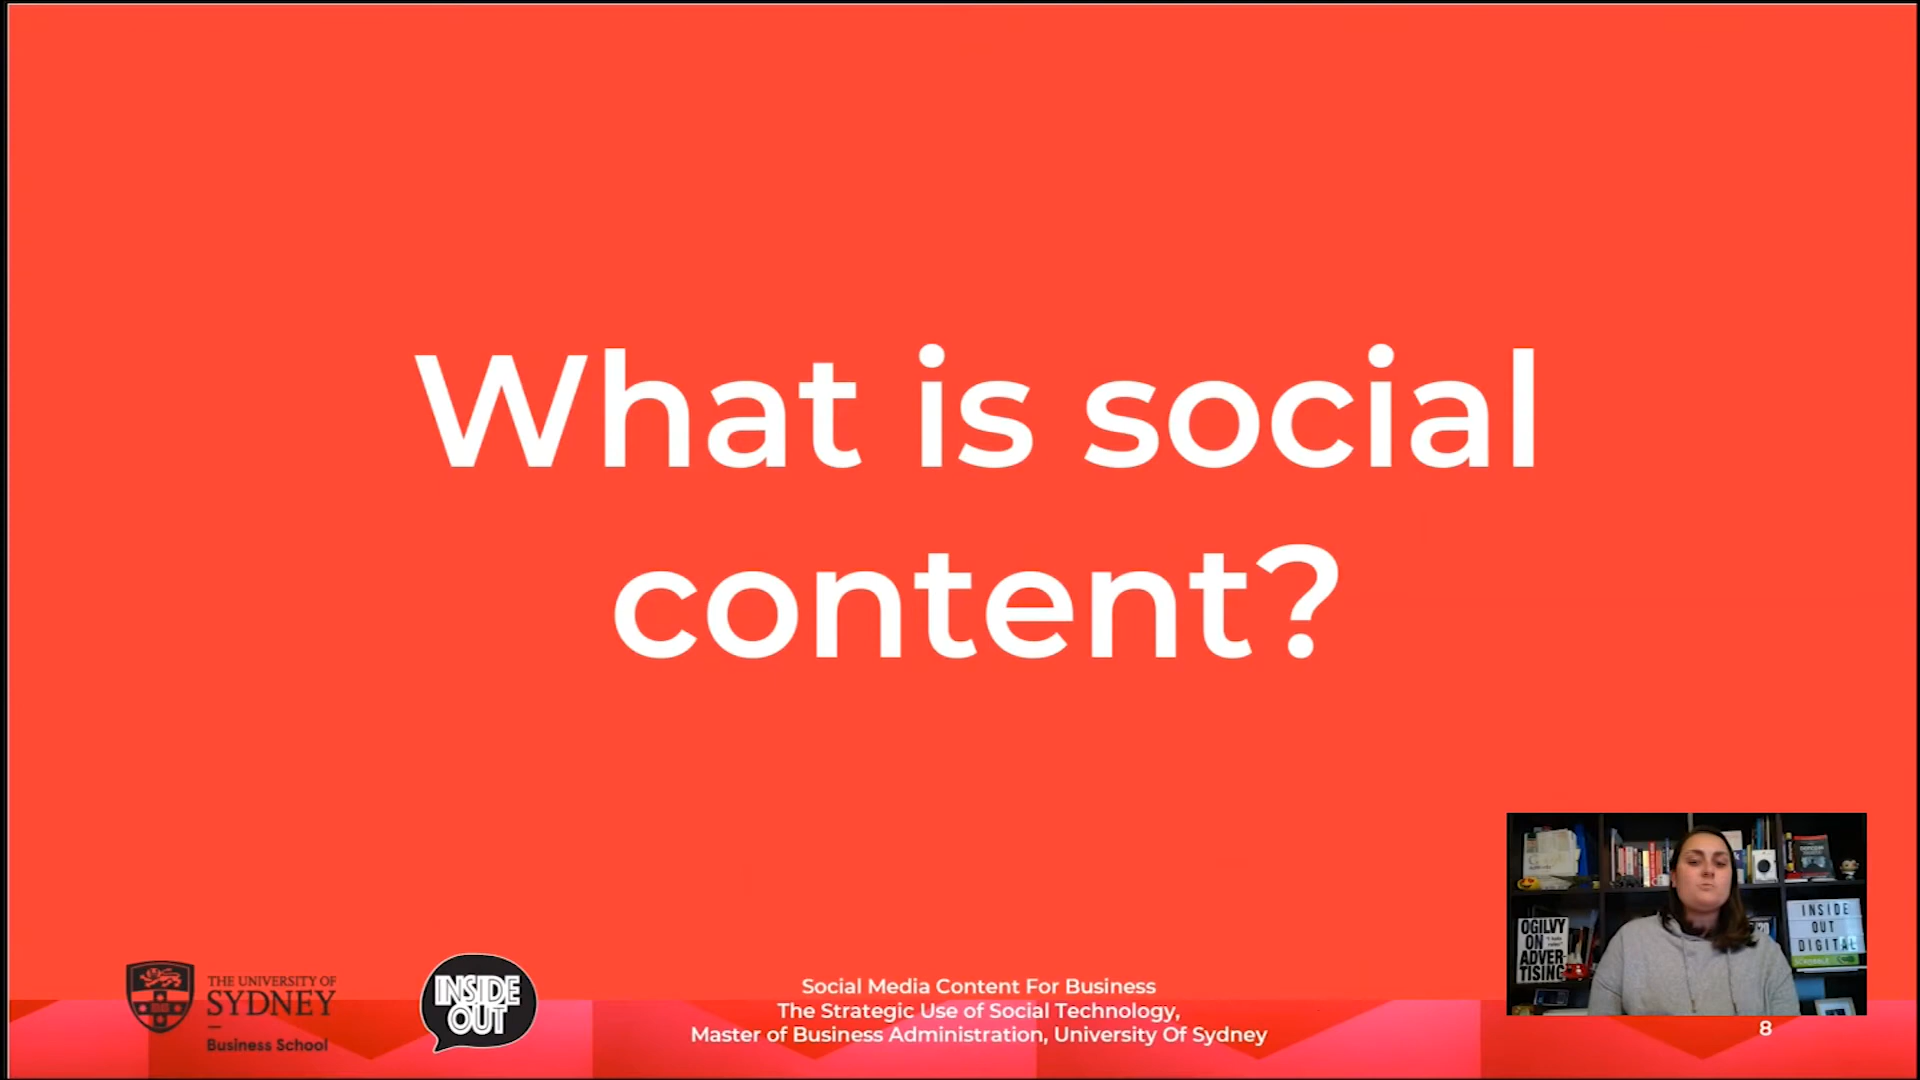 What is social
content?
THE UNIVERSITY OF
SYDNEY
Business School
INSIDE
OUT
Social Media Content For Business
The Strategic Use of Social Technology,
Master of Business Administration, University Of Sydney
OGILVY
ON
ADVER-
TISING
INSIDE
OUT
DIGITAL
8